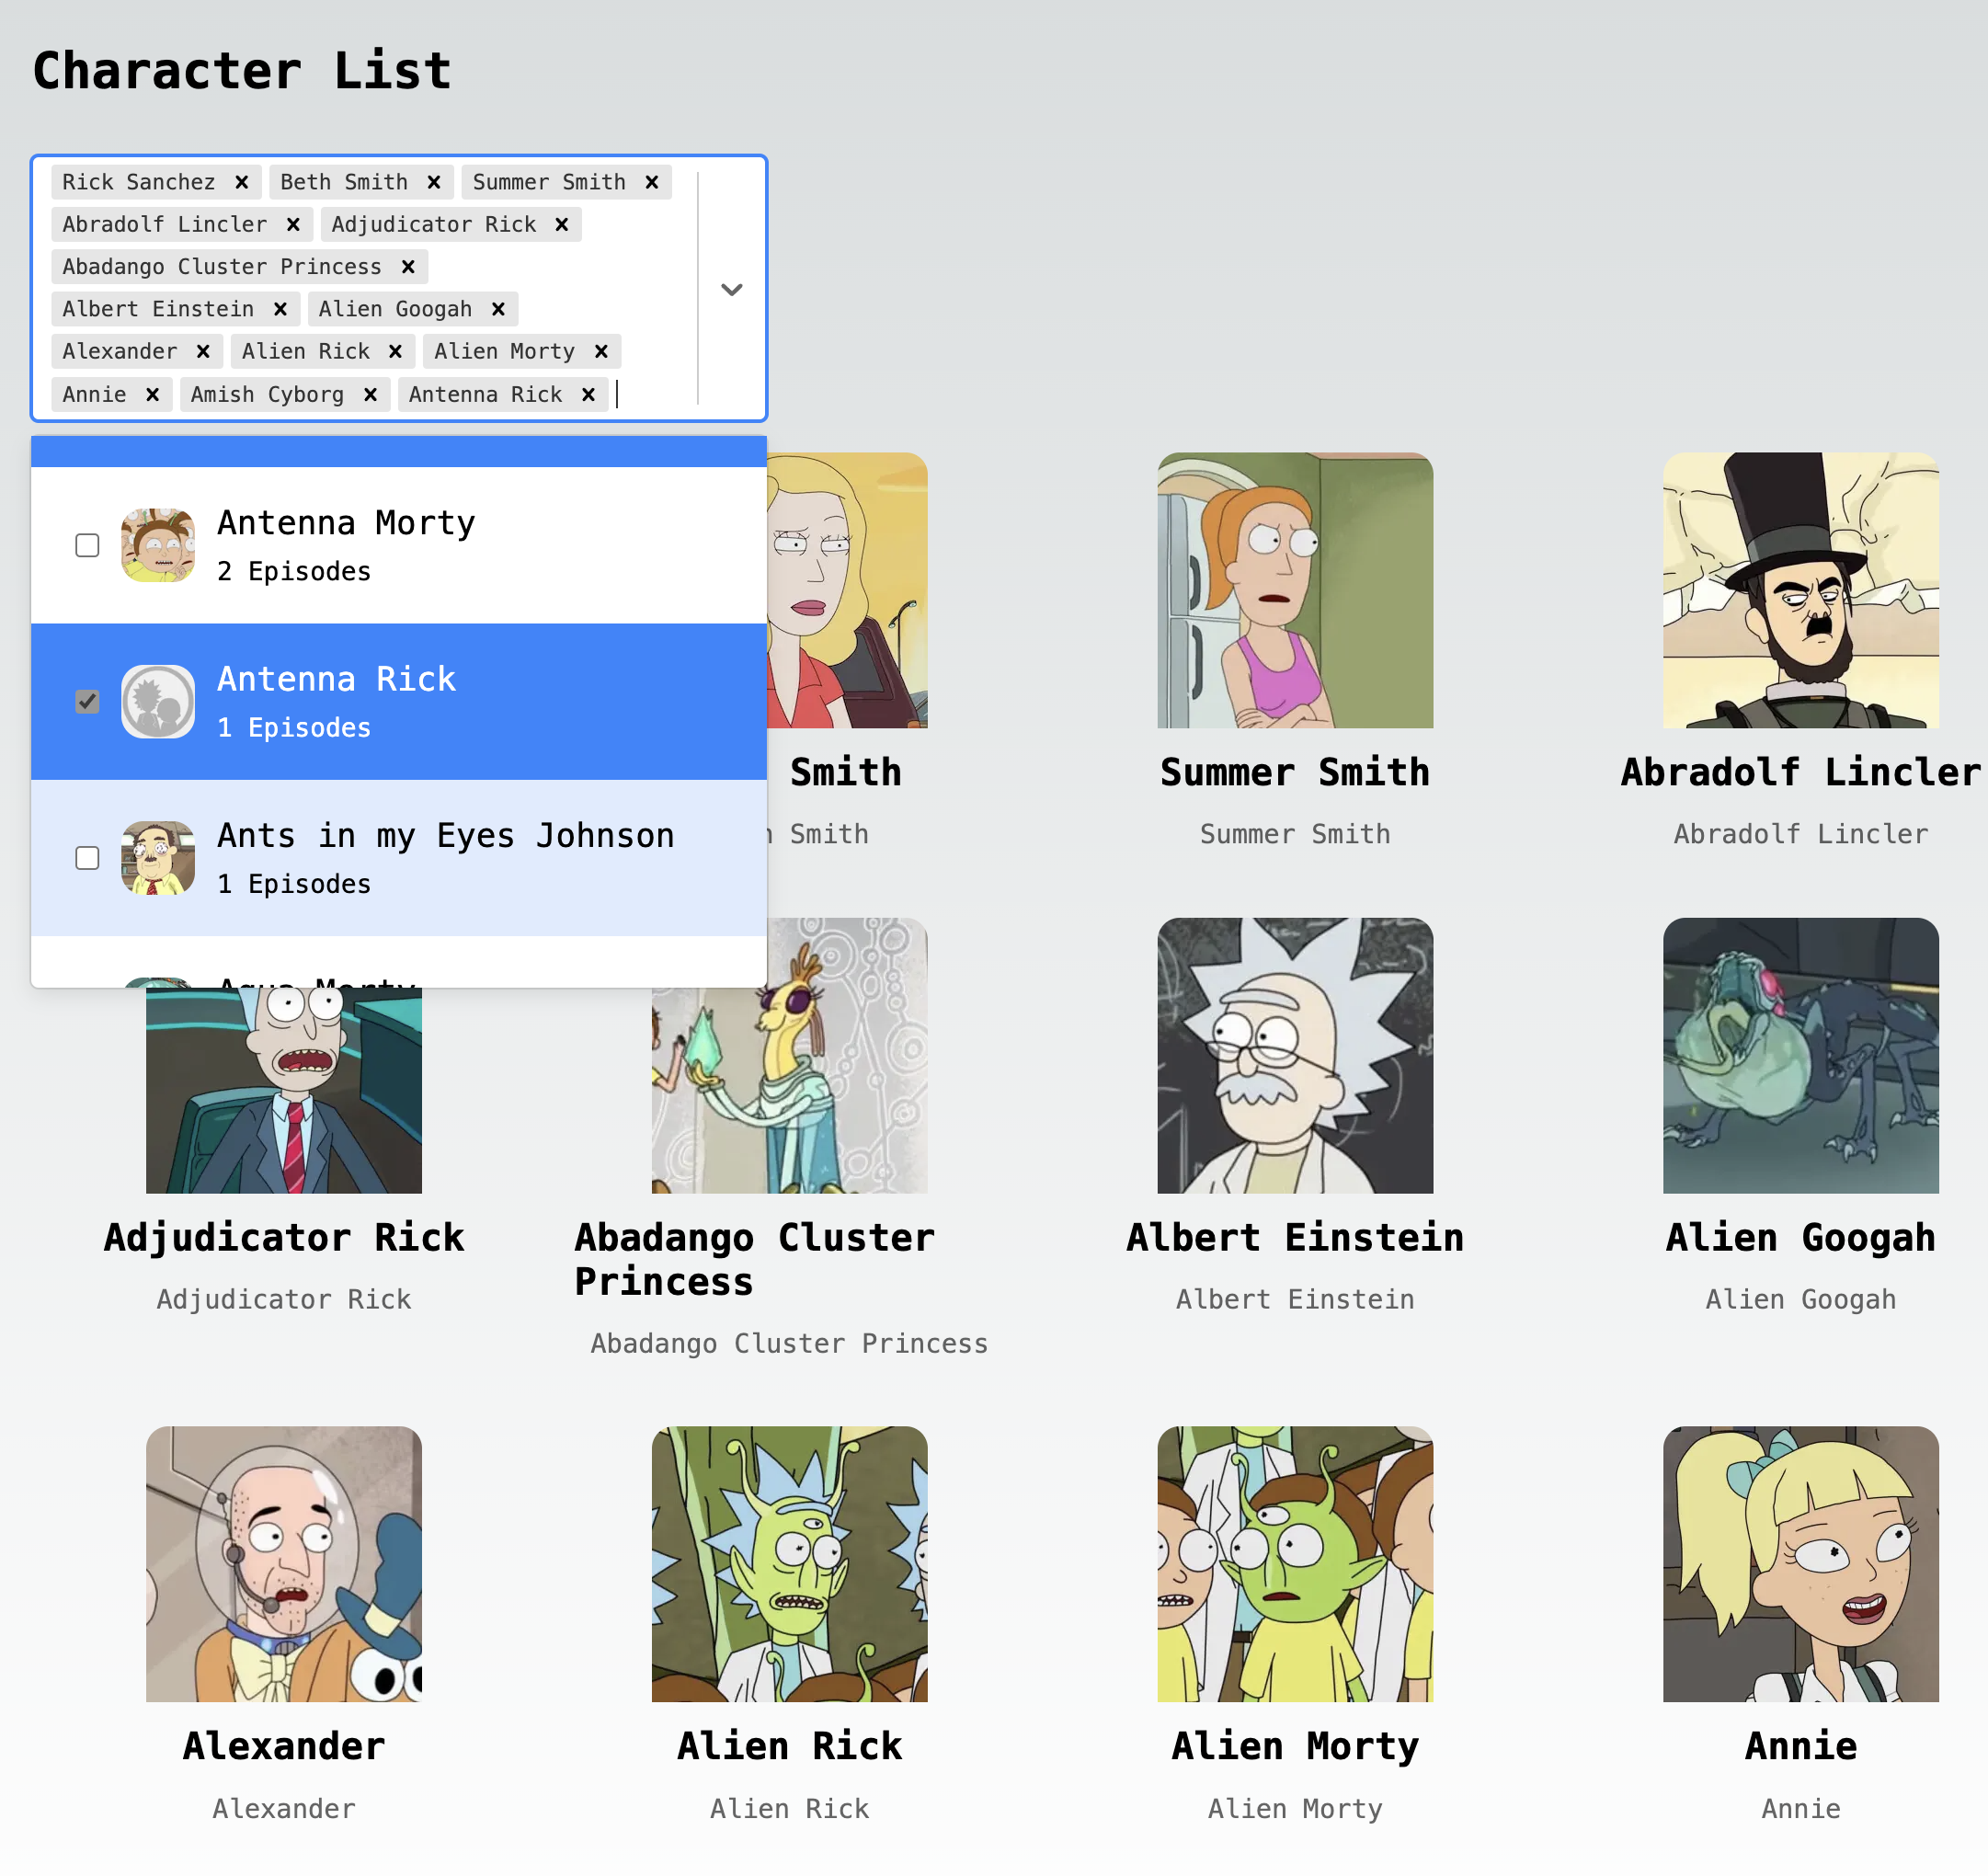 Character List
Rick Sanchez × Beth Smith × Summer Smith ×
Abradolf Lincler × Adjudicator Rick ×
Abadango Cluster Princess ×
Albert Einstein × Alien Googah ×
Alexander × Alien Rick × Alien Morty ×
Annie × Amish Cyborg × Antenna Rick ×
Antenna Morty
2 Episodes
Antenna Rick
1 Episodes
Ants in my Eyes Johnson
1 Episodes
Aqua Morty
Smith
Smith
Summer Smith
Summer Smith
Abradolf Lincler
Abradolf Lincler
Adjudicator Rick
Adjudicator Rick
Abadango Cluster
Princess
Abadango Cluster Princess
Albert Einstein
Albert Einstein
Alien Googah
Alien Googah
Alexander
Alexander
Alien Rick
Alien Rick
Alien Morty
Alien Morty
Annie
Annie